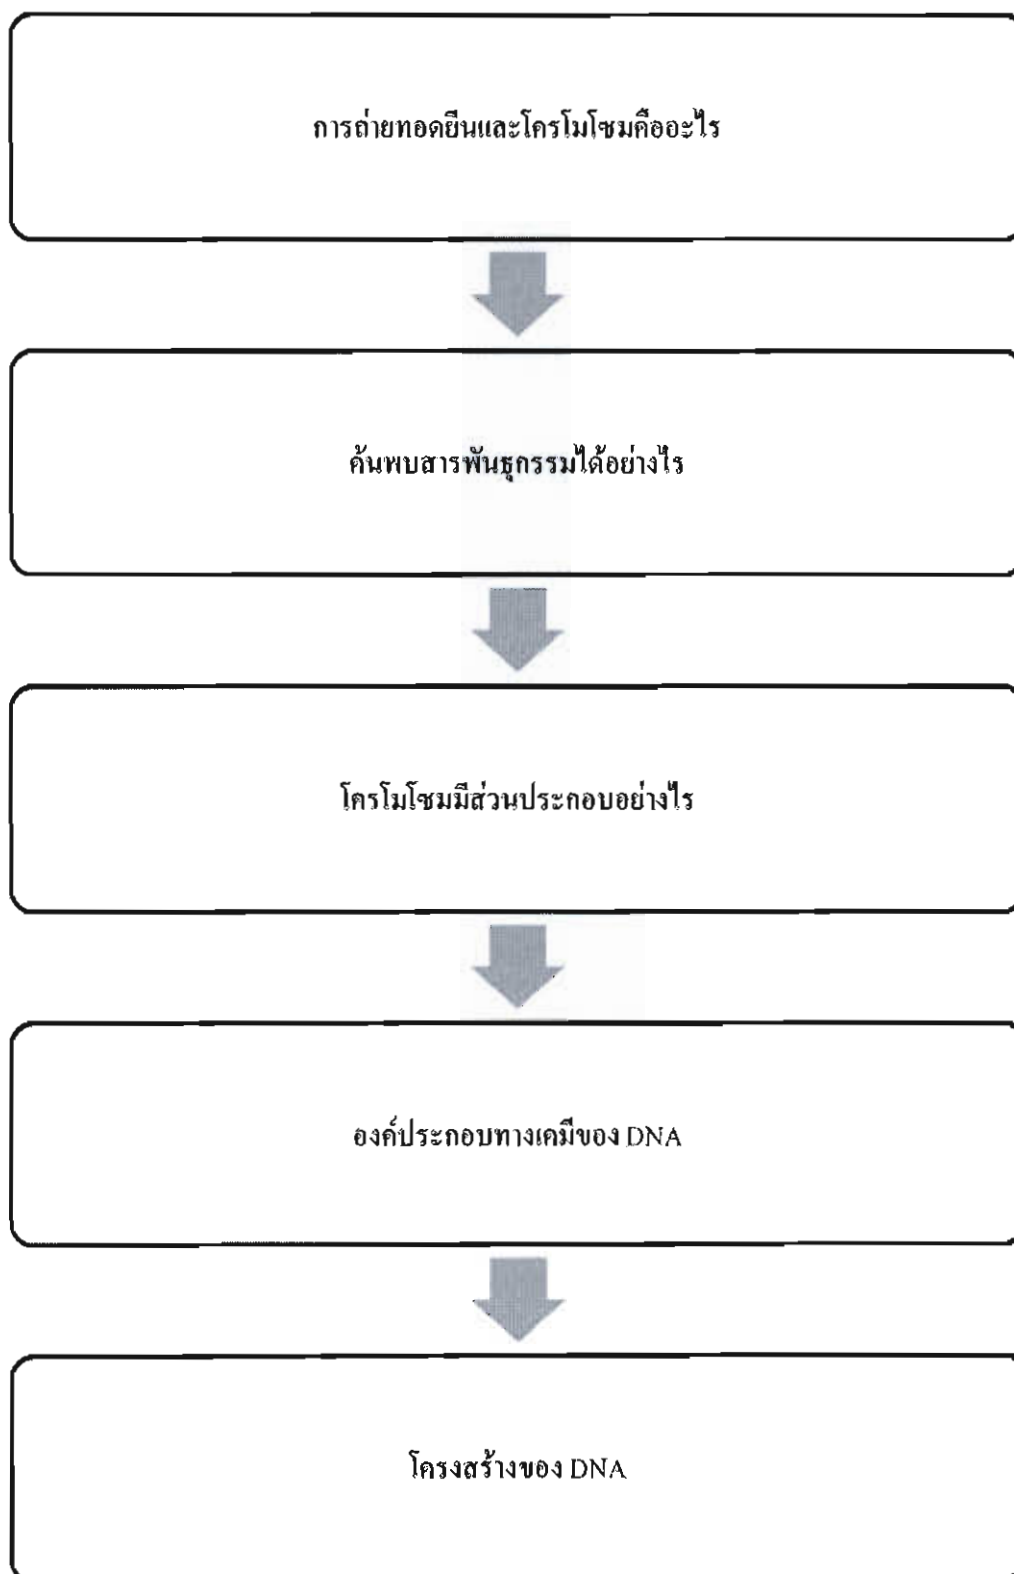 การถ่ายทอดยีนและโครโมโซมคืออะไร
ค้นพบสารพันธุกรรมได้อย่างไร
โครโมโซมมีส่วนประกอบอย่างไร
องค์ประกอบทางเคมีของ DNA
โครงสร้างของ DNA